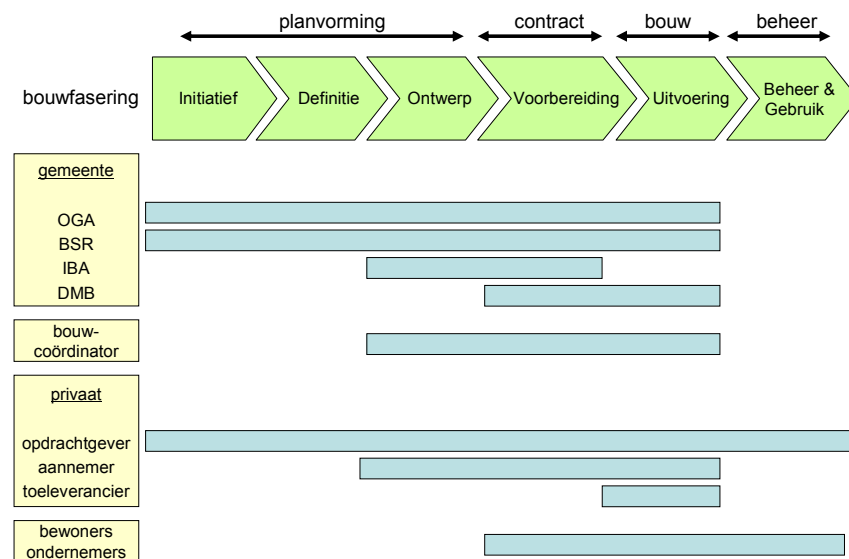 planvorming contract bouw beheer
bouwfasering Initiatief Definitie Ontwerp Voorbereiding Uitvoering Beheer &
Gebruik
gemeente
OGA
BSR
IBA
DMB
bouw-
coördinator
privaat
opdrachtgever
aannemer
toeleverancier
bewoners
ondernemers